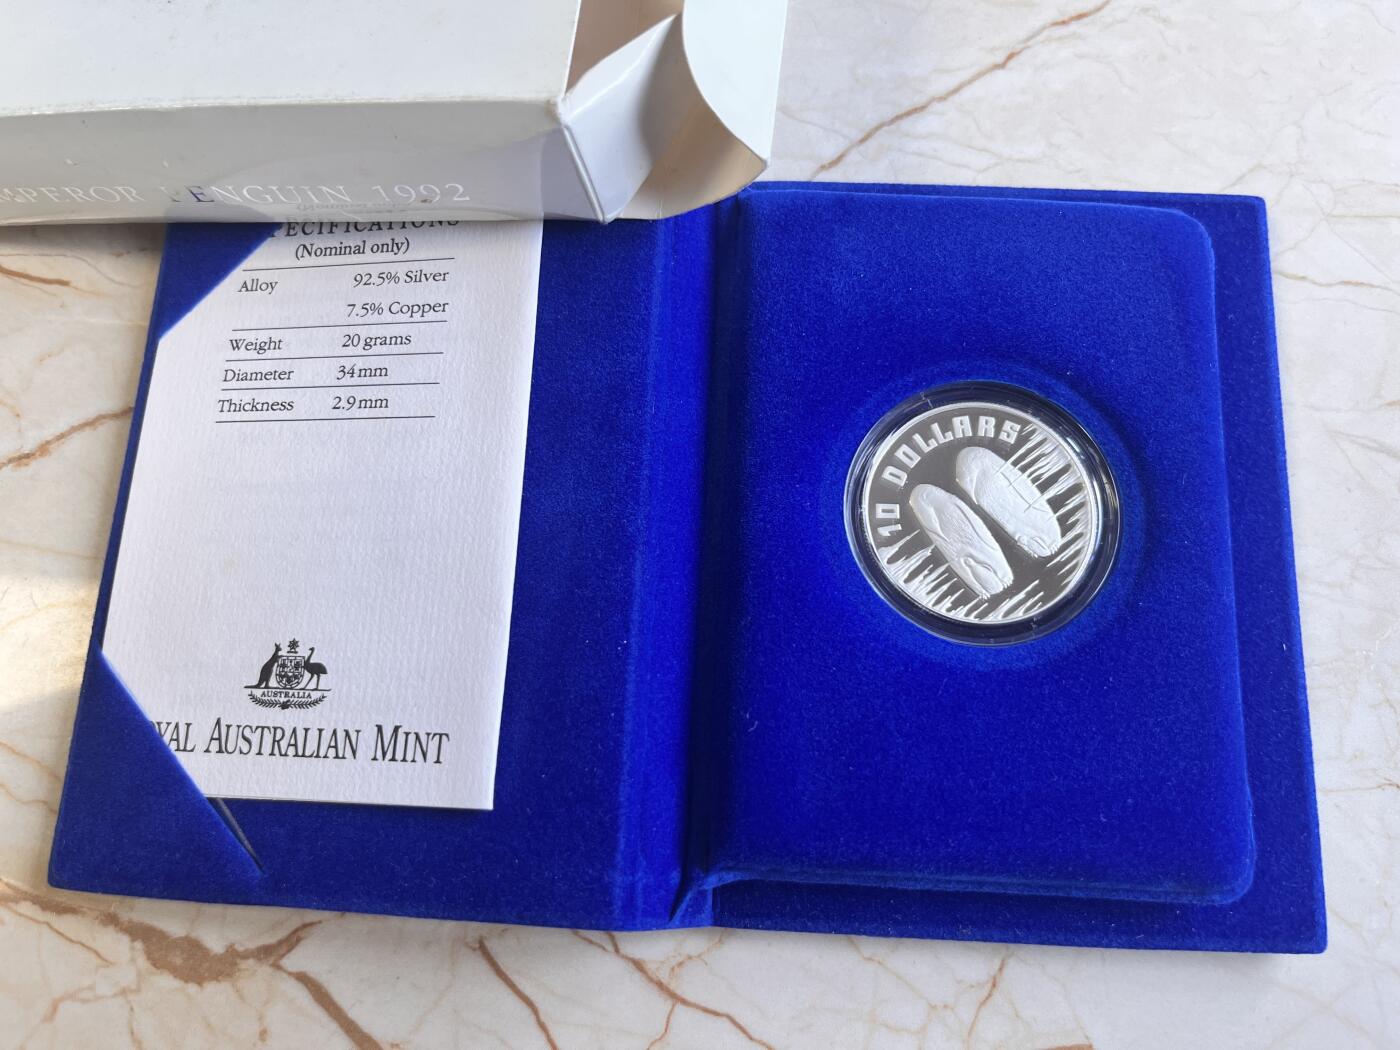 MPEROR PENGUIN 1992
PECIFICATIONS
(Nominal only)
Alloy 92.5% Silver
7.5% Copper
Weight 20 grams
Diameter 34mm
Thickness 2.9mm
AUSTRALIA
YAL AUSTRALIAN MINT
10 DOLLARS